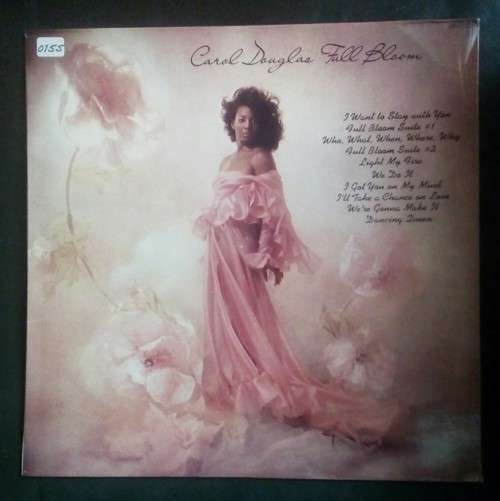 0155
Carol Douglas Full Bloom
I Want to Stay with You
Full Bloom Suite #1
Who, What, When, Where, Why
Full Bloom Suite #2
Light My Fire
We Do It
I Got You on My Mind
I'll Take a Chance on Love
We're Gonna Make It
Dancing Queen